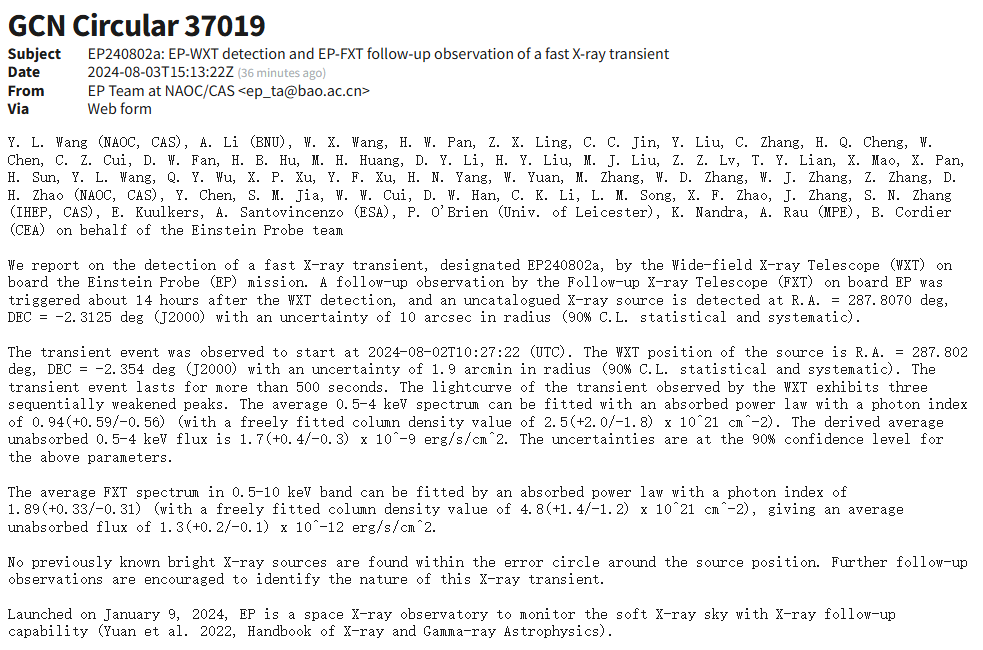 GCN Circular 37019
Subject EP240802a: EP-WXT detection and EP-FXT follow-up observation of a fast X-ray transient
Date 2024-08-03T15:13:22Z (36 minutes ago)
From EP Team at NAOC/CAS <ep_ta@bao.ac.cn>
Via Web form
Y. L. Wang (NAOC, CAS), A. Li (BNU), W. X. Wang, H. W. Pan, Z. X. Ling, C. C. Jin, Y. Liu, C. Zhang, H. Q. Cheng, W.
Chen, C. Z. Cui, D. W. Fan, H. B. Hu, M. H. Huang, D. Y. Li, H. Y. Liu, M. J. Liu, Z. Z. Lv, T. Y. Lian, X. Mao, X. Pan,
H. Sun, Y. L. Wang, Q. Y. Wu, X. P. Xu, Y. F. Xu, H. N. Yang, W. Yuan, M. Zhang, W. D. Zhang, W. J. Zhang, Z. Zhang, D.
H. Zhao (NAOC, CAS), Y. Chen, S. M. Jia, W. W. Cui, D. W. Han, C. K. Li, L. M. Song, X. F. Zhao, J. Zhang, S. N. Zhang
(IHEP, CAS), E. Kuulkers, A. Santovincenzo (ESA), P. O'Brien (Univ. of Leicester), K. Nandra, A. Rau (MPE), B. Cordier
(CEA) on behalf of the Einstein Probe team
We report on the detection of a fast X-ray transient, designated EP240802a, by the Wide-field X-ray Telescope (WXT) on
board the Einstein Probe (EP) mission. A follow-up observation by the Follow-up X-ray Telescope (FXT) on board EP was
triggered about 14 hours after the WXT detection, and an uncatalogued X-ray source is detected at R.A. = 287.8070 deg,
DEC = -2.3125 deg (J2000) with an uncertainty of 10 arcsec in radius (90% C.L. statistical and systematic).
The transient event was observed to start at 2024-08-02T10:27:22 (UTC). The WXT position of the source is R.A. = 287.802
deg, DEC = -2.354 deg (J2000) with an uncertainty of 1.9 arcmin in radius (90% C.L. statistical and systematic). The
transient event lasts for more than 500 seconds. The lightcurve of the transient observed by the WXT exhibits three
sequentially weakened peaks. The average 0.5-4 keV spectrum can be fitted with an absorbed power law with a photon index
of 0.94(+0.59/-0.56) (with a freely fitted column density value of 2.5(+2.0/-1.8) x 10^21 cm^-2). The derived average
unabsorbed 0.5-4 keV flux is 1.7(+0.4/-0.3) x 10^-9 erg/s/cm^2. The uncertainties are at the 90% confidence level for
the above parameters.
The average FXT spectrum in 0.5-10 keV band can be fitted by an absorbed power law with a photon index of
1.89(+0.33/-0.31) (with a freely fitted column density value of 4.8(+1.4/-1.2) x 10^21 cm^-2), giving an average
unabsorbed flux of 1.3(+0.2/-0.1) x 10^-12 erg/s/cm^2.
No previously known bright X-ray sources are found within the error circle around the source position. Further follow-up
observations are encouraged to identify the nature of this X-ray transient.
Launched on January 9, 2024, EP is a space X-ray observatory to monitor the soft X-ray sky with X-ray follow-up
capability (Yuan et al. 2022, Handbook of X-ray and Gamma-ray Astrophysics).